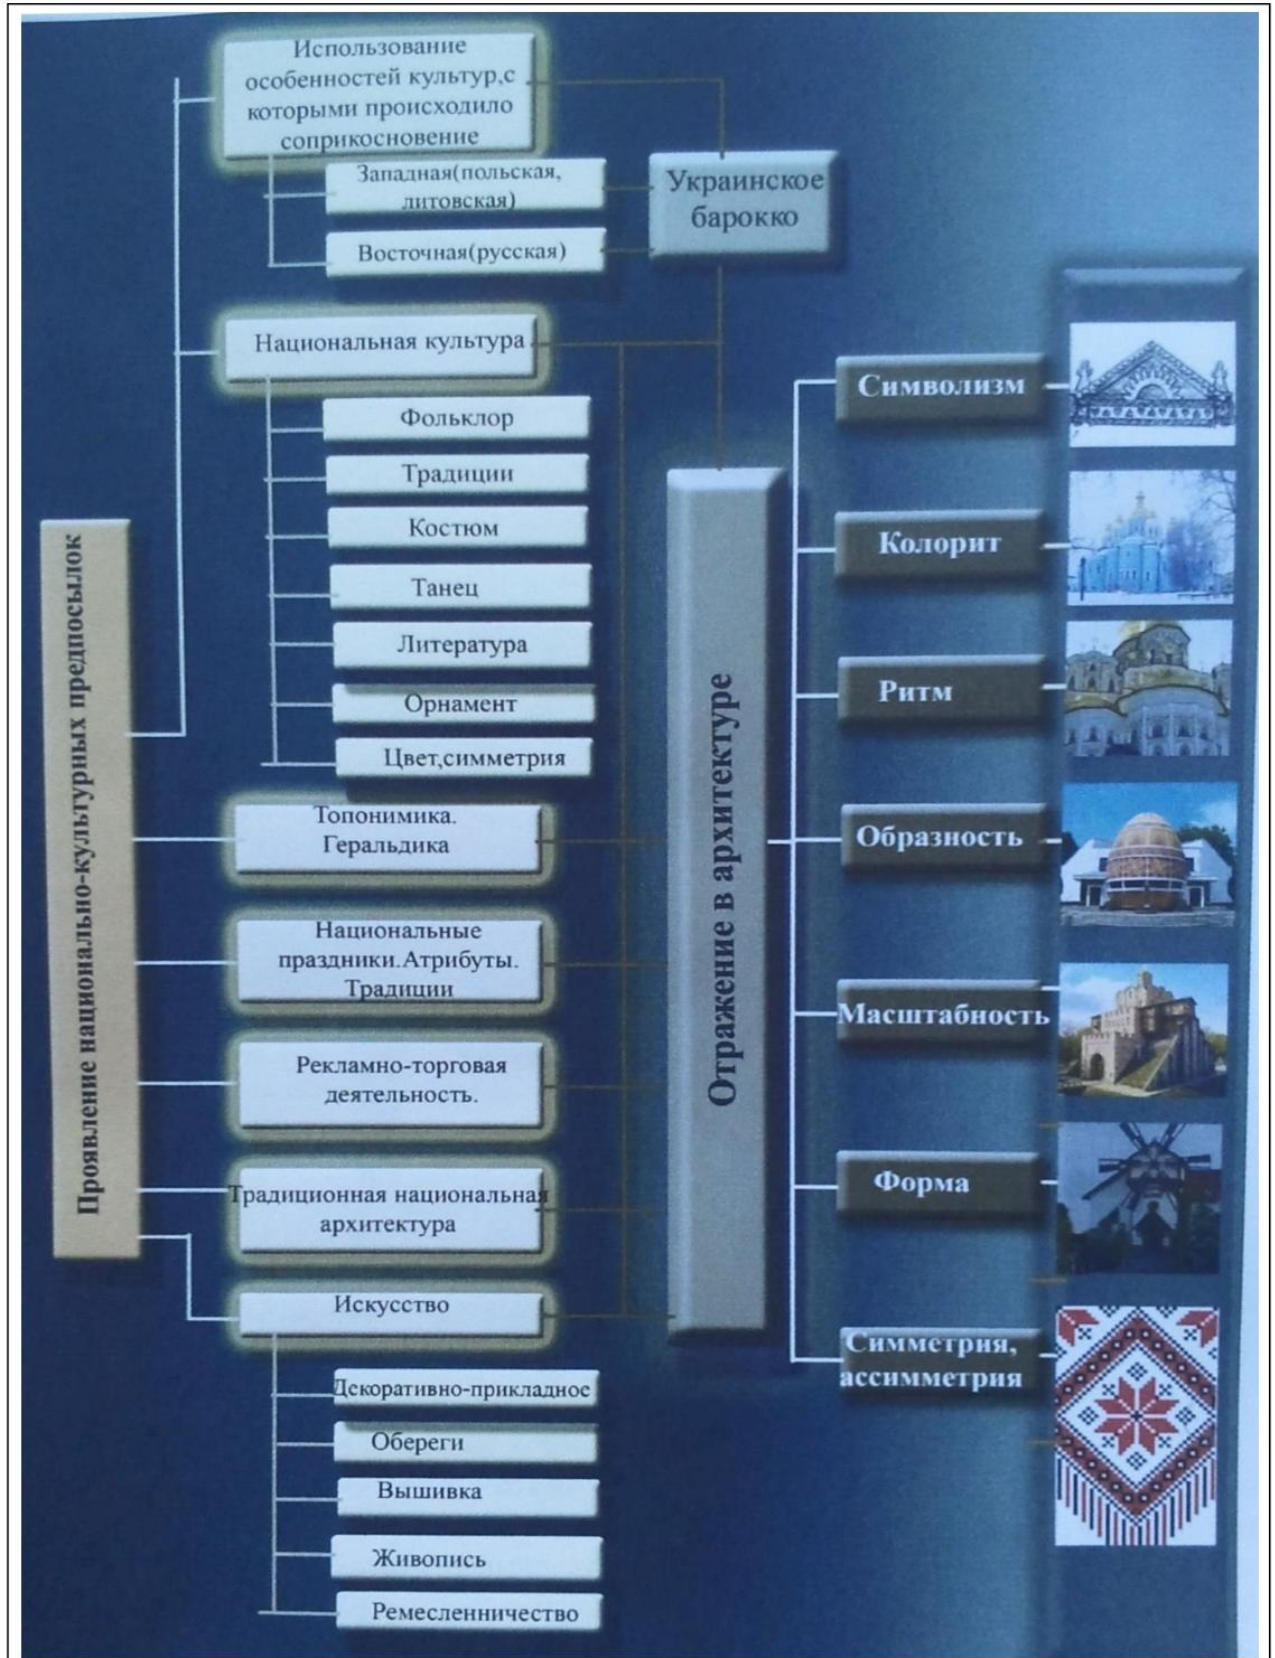 Использование
особенностей культур,с
которыми происходило
соприкосновение
Западная(польская,
литовская)
Восточная(русская)
Украинское
барокко
Национальная культура
Фольклор
Традиции
Костюм
Танец
Литература
Орнамент
Цвет,симметрия
Проявление национально-культурных предпосылок
Топонимика.
Геральдика
Национальные
праздники.Атрибуты.
Традиции
Рекламно-торговая
деятельность.
Традиционная национальная
архитектура
Искусство
Декоративно-прикладное
Обереги
Вышивка
Живопись
Ремесленничество
Отражение в архитектуре
Символизм
Колорит
Ритм
Образность
Масштабность
Форма
Симметрия,
ассимметрия